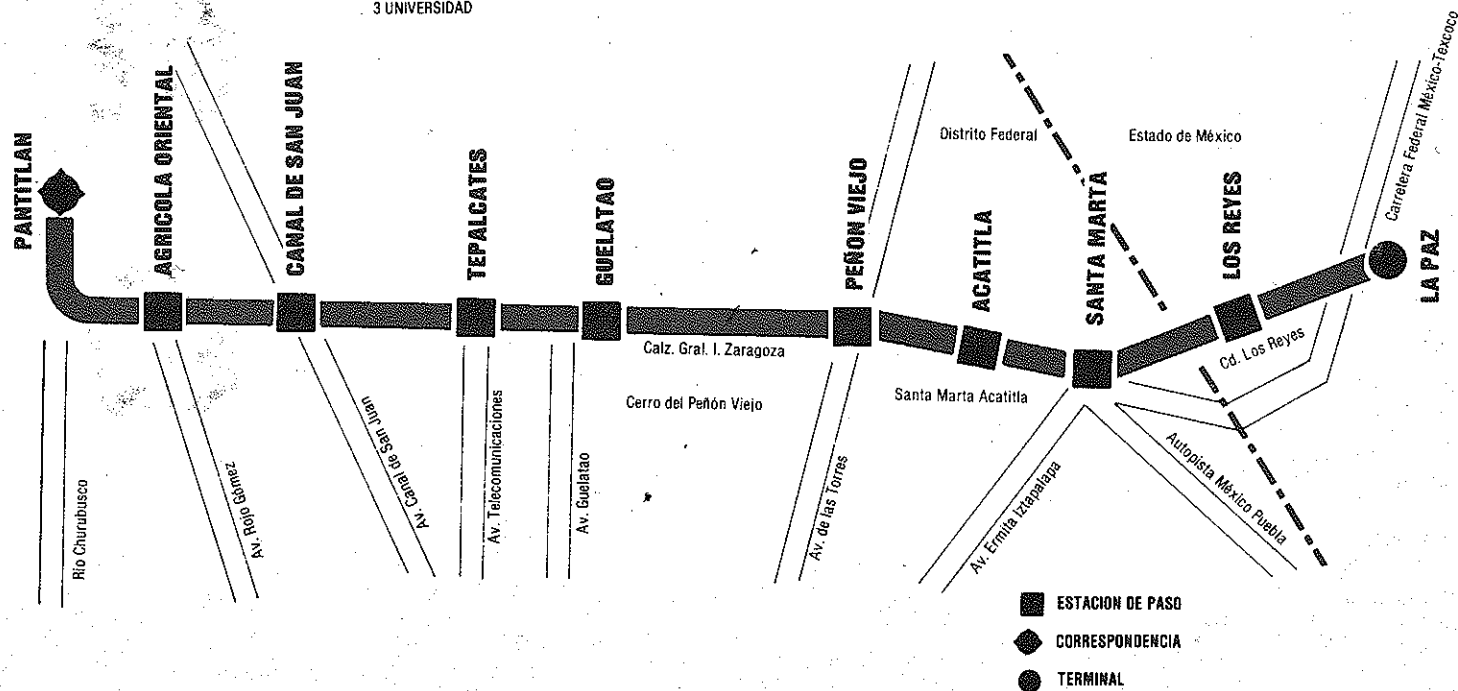 3 UNIVERSIDAD
PANTITLAN
AGRICOLA ORIENTAL
CANAL DE SAN JUAN
TEPALCATES
GUELATAO
PEÑON VIEJO
ACATITLA
SANTA MARTA
LOS REYES
LA PAZ
Distrito Federal
Estado de México
Carretera Federal México-Texcoco
Calz. Gral. I. Zaragoza
Cd. Los Reyes
Cerro del Peñón Viejo
Santa Marta Acatitla
Río Churubusco
Av. Rojo Gómez
Av. Canal de San Juan
Av. Telecomunicaciones
Av. Guelatao
Av. de las Torres
Av. Ermita Iztapalapa
Autopista México Puebla
ESTACION DE PASO
CORRESPONDENCIA
TERMINAL